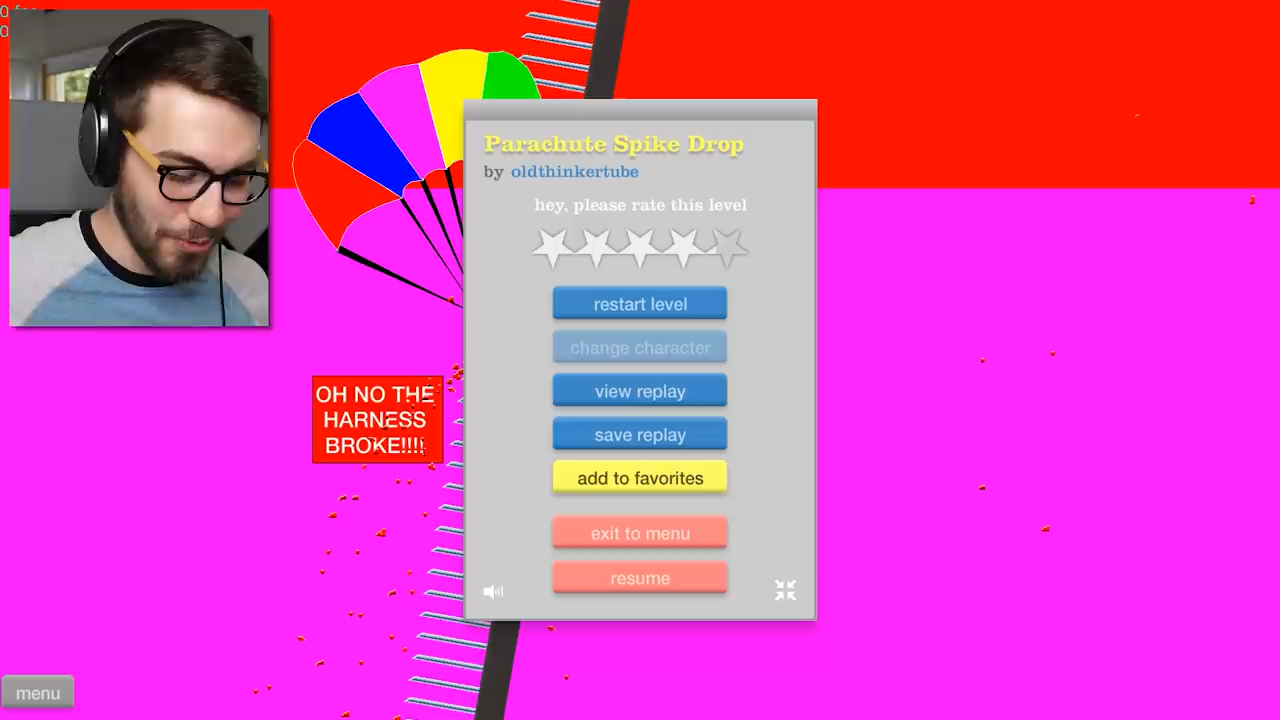 Parachute Spike Drop
by oldthinkertube
hey, please rate this level
restart level
change character
view replay
save replay
add to favorites
exit to menu
resume
OH NO THE
HARNESS
BROKE!!!!
menu